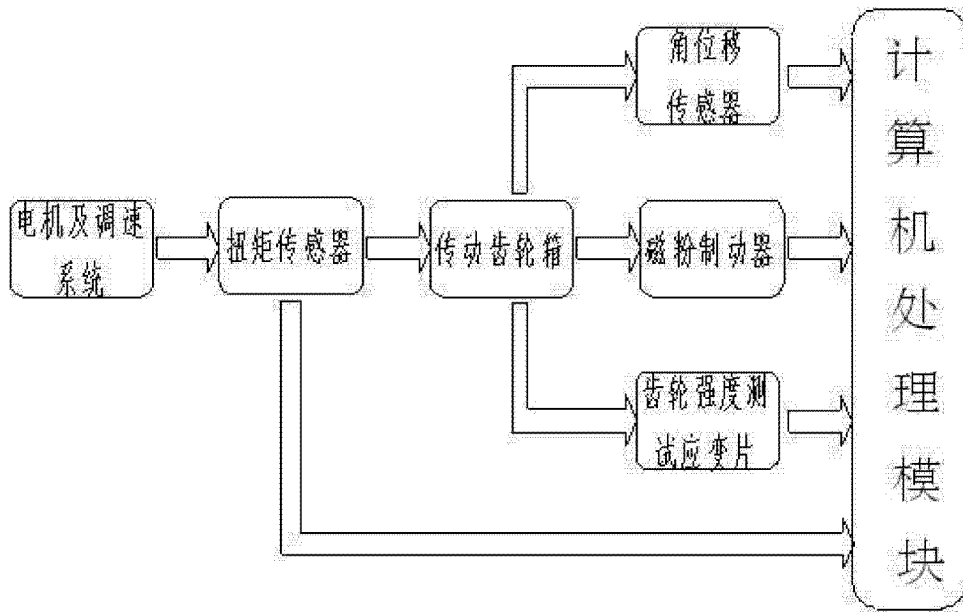 角位移
传感器
电机及调速
系统
扭矩传感器
传动齿轮箱
磁粉制动器
齿轮强度测
试应变片
计算机处理模块